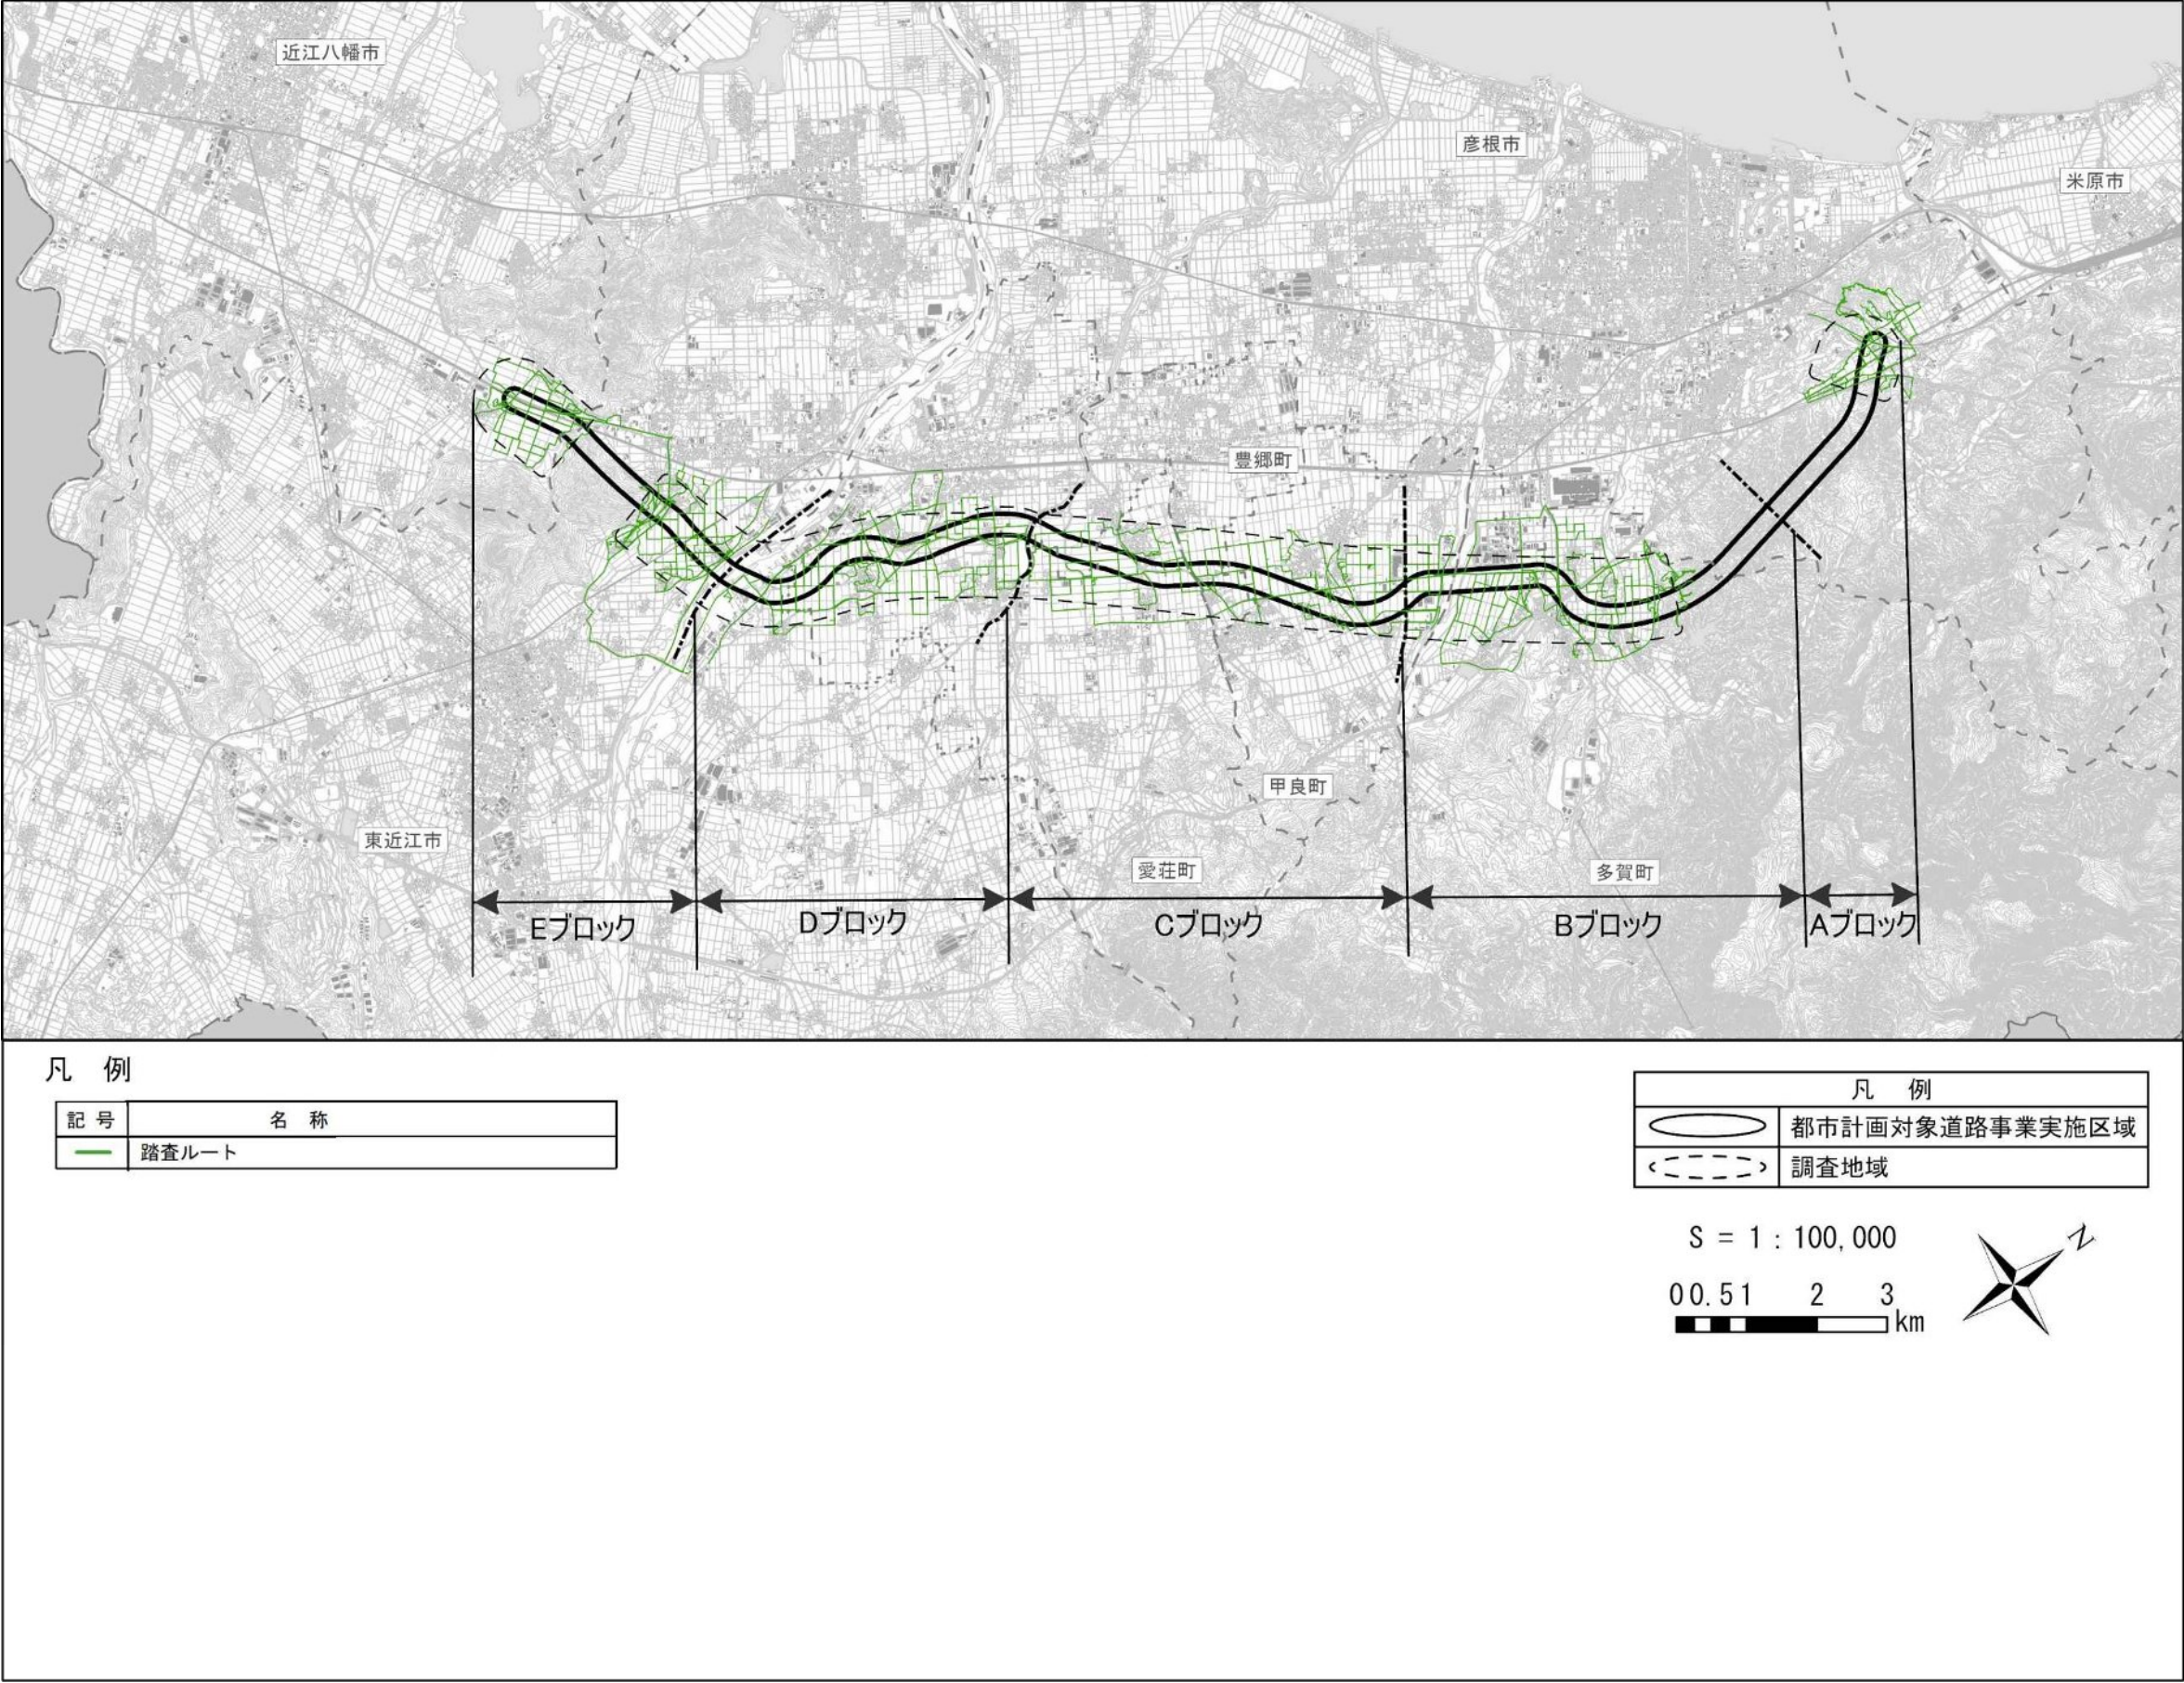 近江八幡市
彦根市
米原市
豊郷町
甲良町
東近江市
愛荘町
多賀町
Eブロック
Dブロック
Cブロック
Bブロック
Aブロック
凡 例
記 号 名 称
踏査ルート
凡 例
都市計画対象道路事業実施区域
調査地域
S = 1 : 100,000
0 0.5 1 2 3
km
N